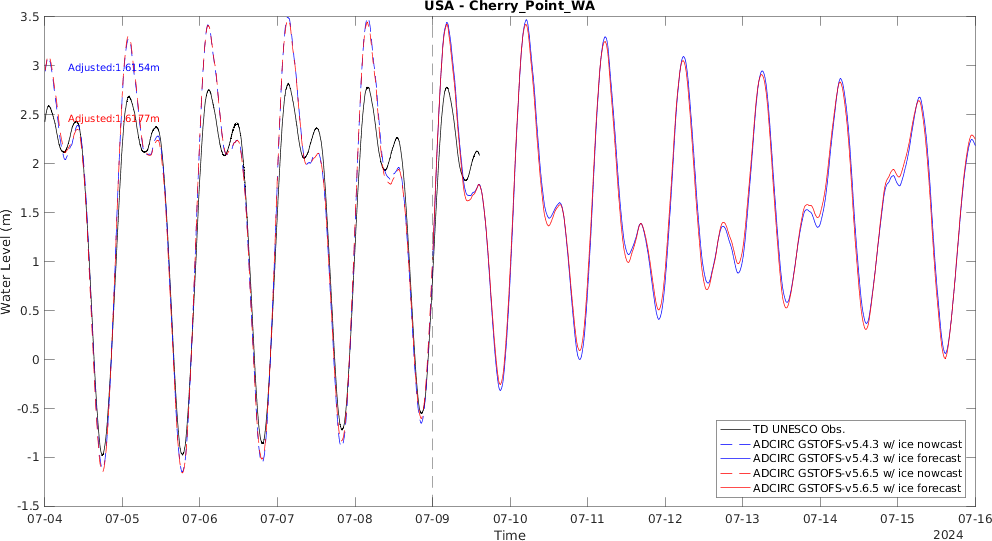 USA - Cherry_Point_WA
3.5
3
2.5
2
1.5
1
0.5
0
-0.5
-1
-1.5
Water Level (m)
Adjusted:1.6154m
Adjusted:1.6177m
TD UNESCO Obs.
ADCIRC GSTOFS-v5.4.3 w/ ice nowcast
ADCIRC GSTOFS-v5.4.3 w/ ice forecast
ADCIRC GSTOFS-v5.6.5 w/ ice nowcast
ADCIRC GSTOFS-v5.6.5 w/ ice forecast
07-04 07-05 07-06 07-07 07-08 07-09 07-10 07-11 07-12 07-13 07-14 07-15 07-16
Time
2024